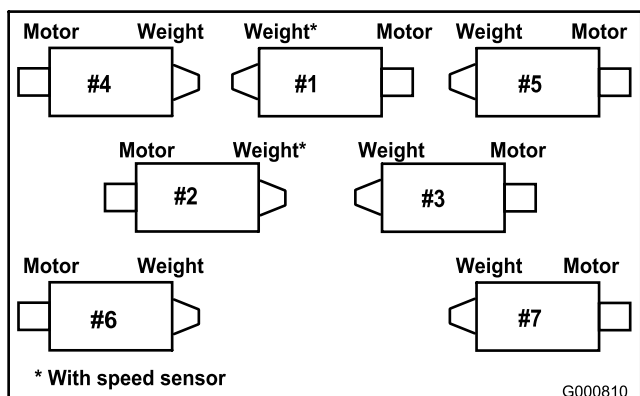 Motor Weight Weight* Motor Weight Motor
#4 #1 #5
Motor Weight* Weight Motor
#2 #3
Motor Weight Weight Motor
#6 #7
* With speed sensor
G000810